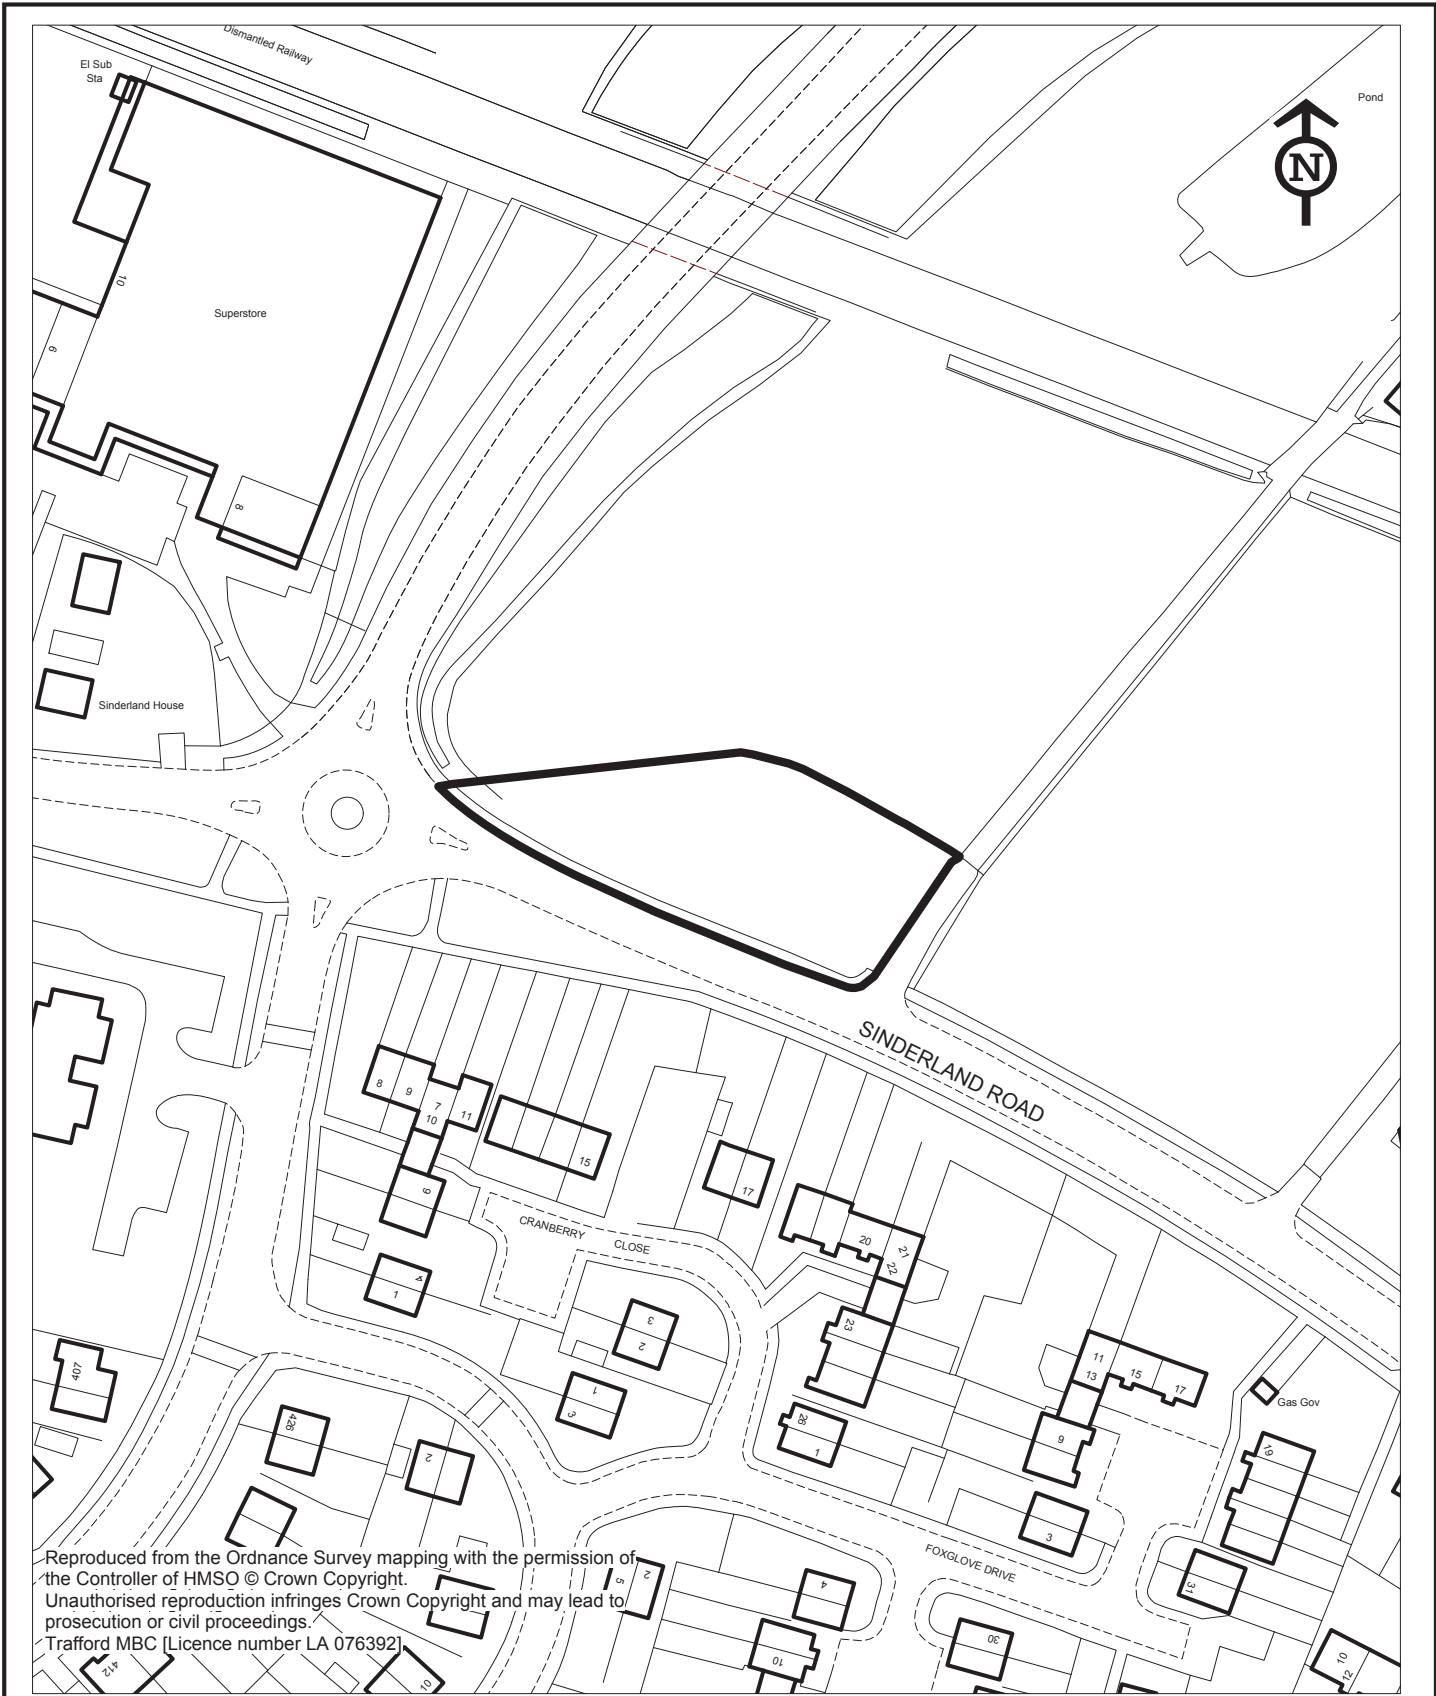 Dismantled Railway
El Sub
Sta
Pond
N
10
Superstore
6
8
Sinderland House
SINDERLAND ROAD
8
9
7
10
11
15
17
9
CRANBERRY CLOSE
20
21
22
4
1
3
2
23
11
13
15
17
407
1
3
Gas Gov
426
26
1
9
19
2
3
FOXGLOVE DRIVE
Reproduced from the Ordnance Survey mapping with the permission of
the Controller of HMSO © Crown Copyright.
Unauthorised reproduction infringes Crown Copyright and may lead to
prosecution or civil proceedings.
Trafford MBC [Licence number LA 076392]
2
5
4
31
30
10
412
10
10
12